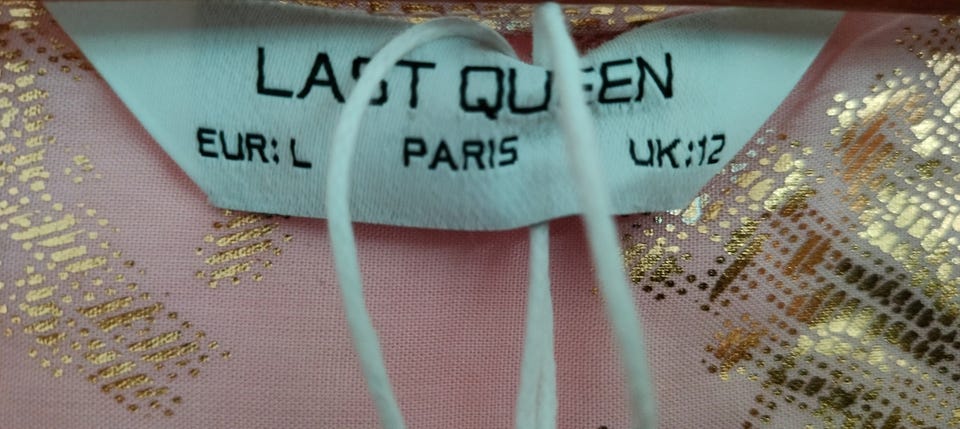 LAST QUEEN
EUR: L PARIS UK:12